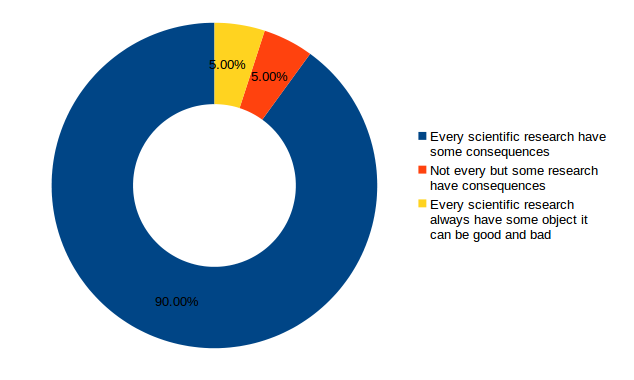 5.00%
5.00%
Every scientific research have
some consequences
Not every but some research
have consequences
Every scientific research
always have some object it
can be good and bad
90.00%